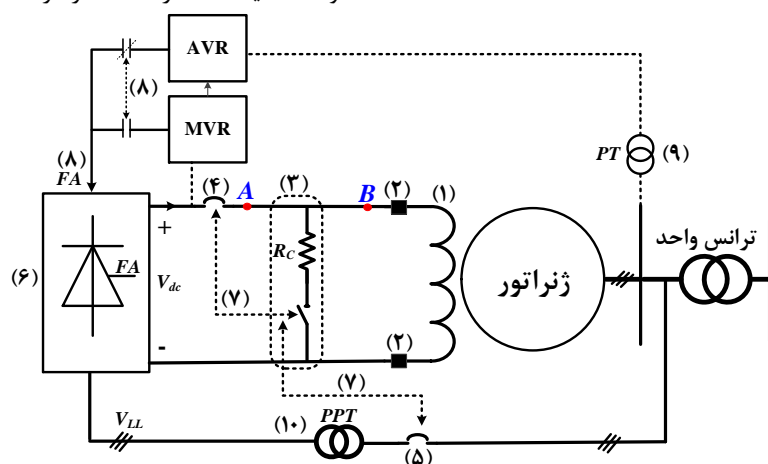 AVR
(۸)
MVR
(۸)
FA
(۴)
A
(۳)
B
(۲)
(۱)
PT
(۹)
ترانس واحد
+
R_C
(۶)
FA
V_dc
(۷)
ژنراتور
-
(۲)
(۷)
V_LL
(۱۰)
PPT
(۵)